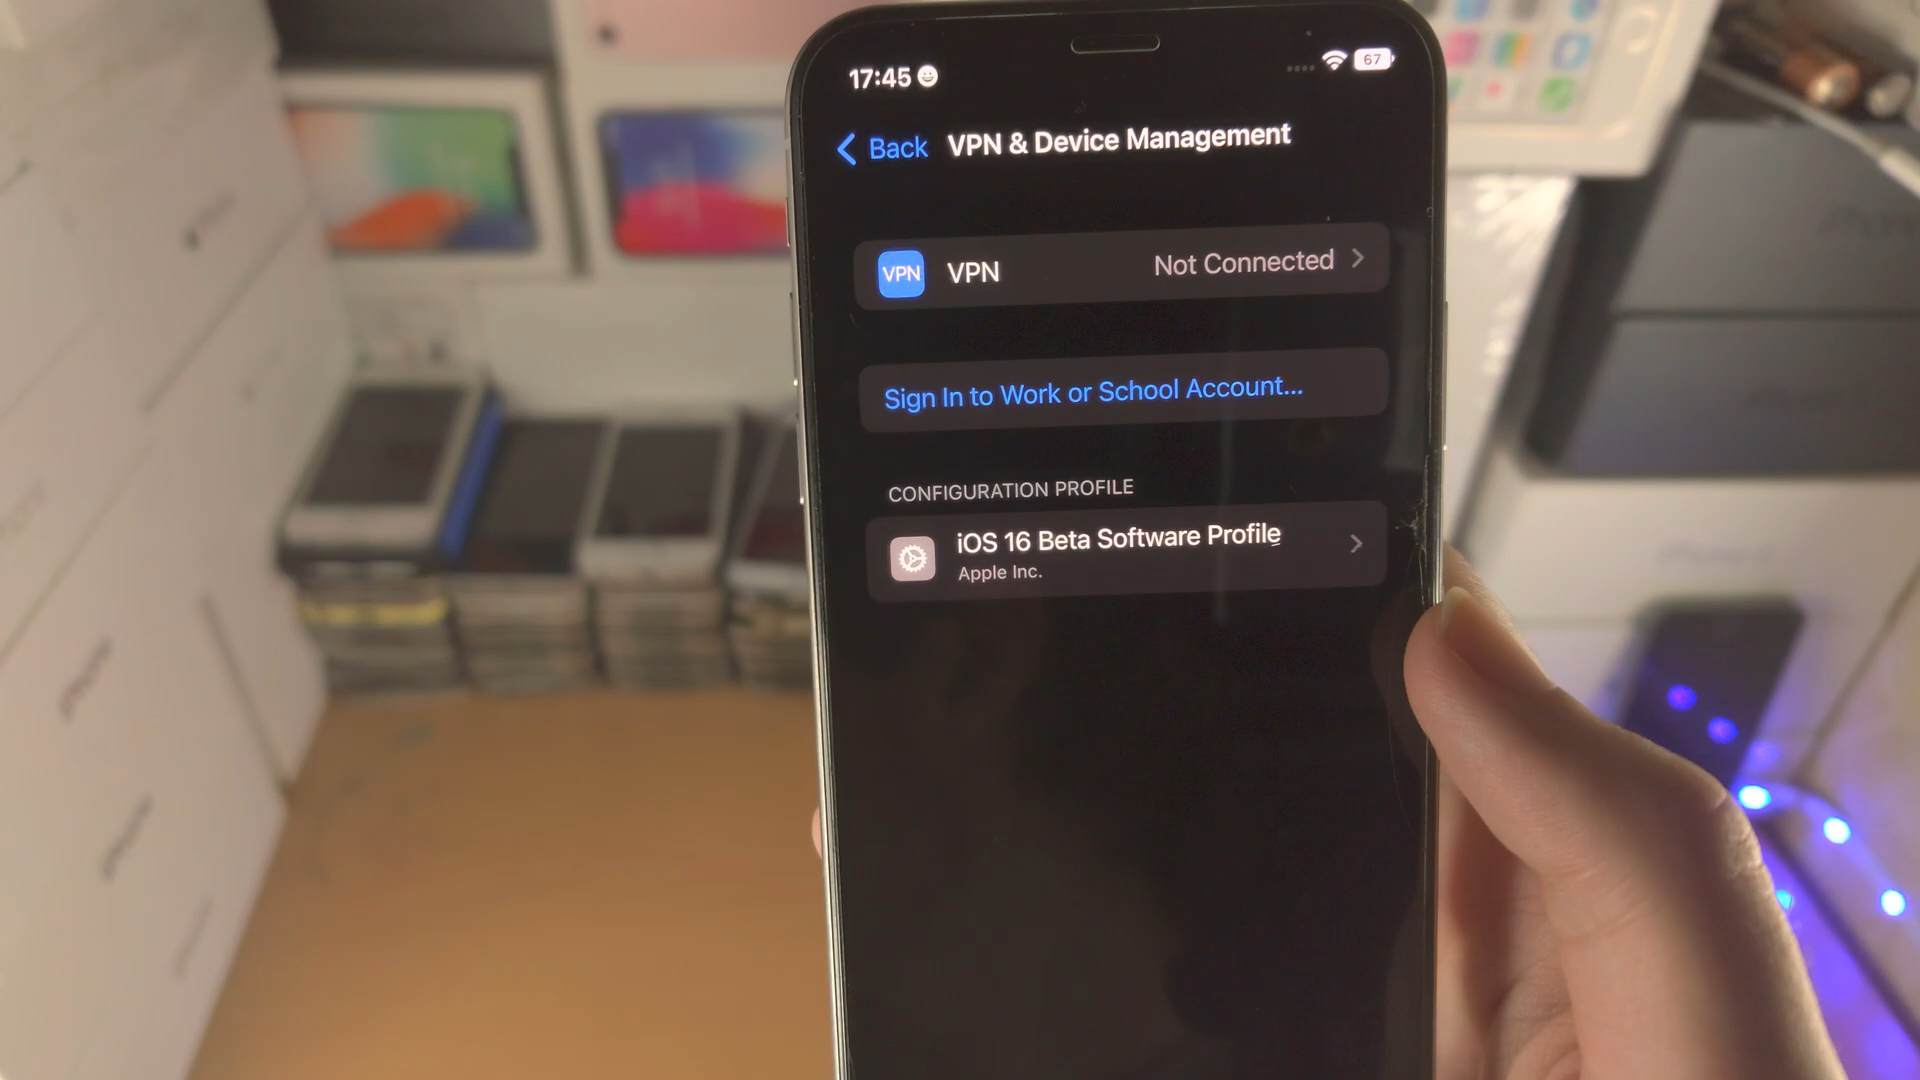 17:45
67
Back
VPN & Device Management
VPN
VPN
Not Connected
Sign In to Work or School Account...
CONFIGURATION PROFILE
iOS 16 Beta Software Profile
Apple Inc.